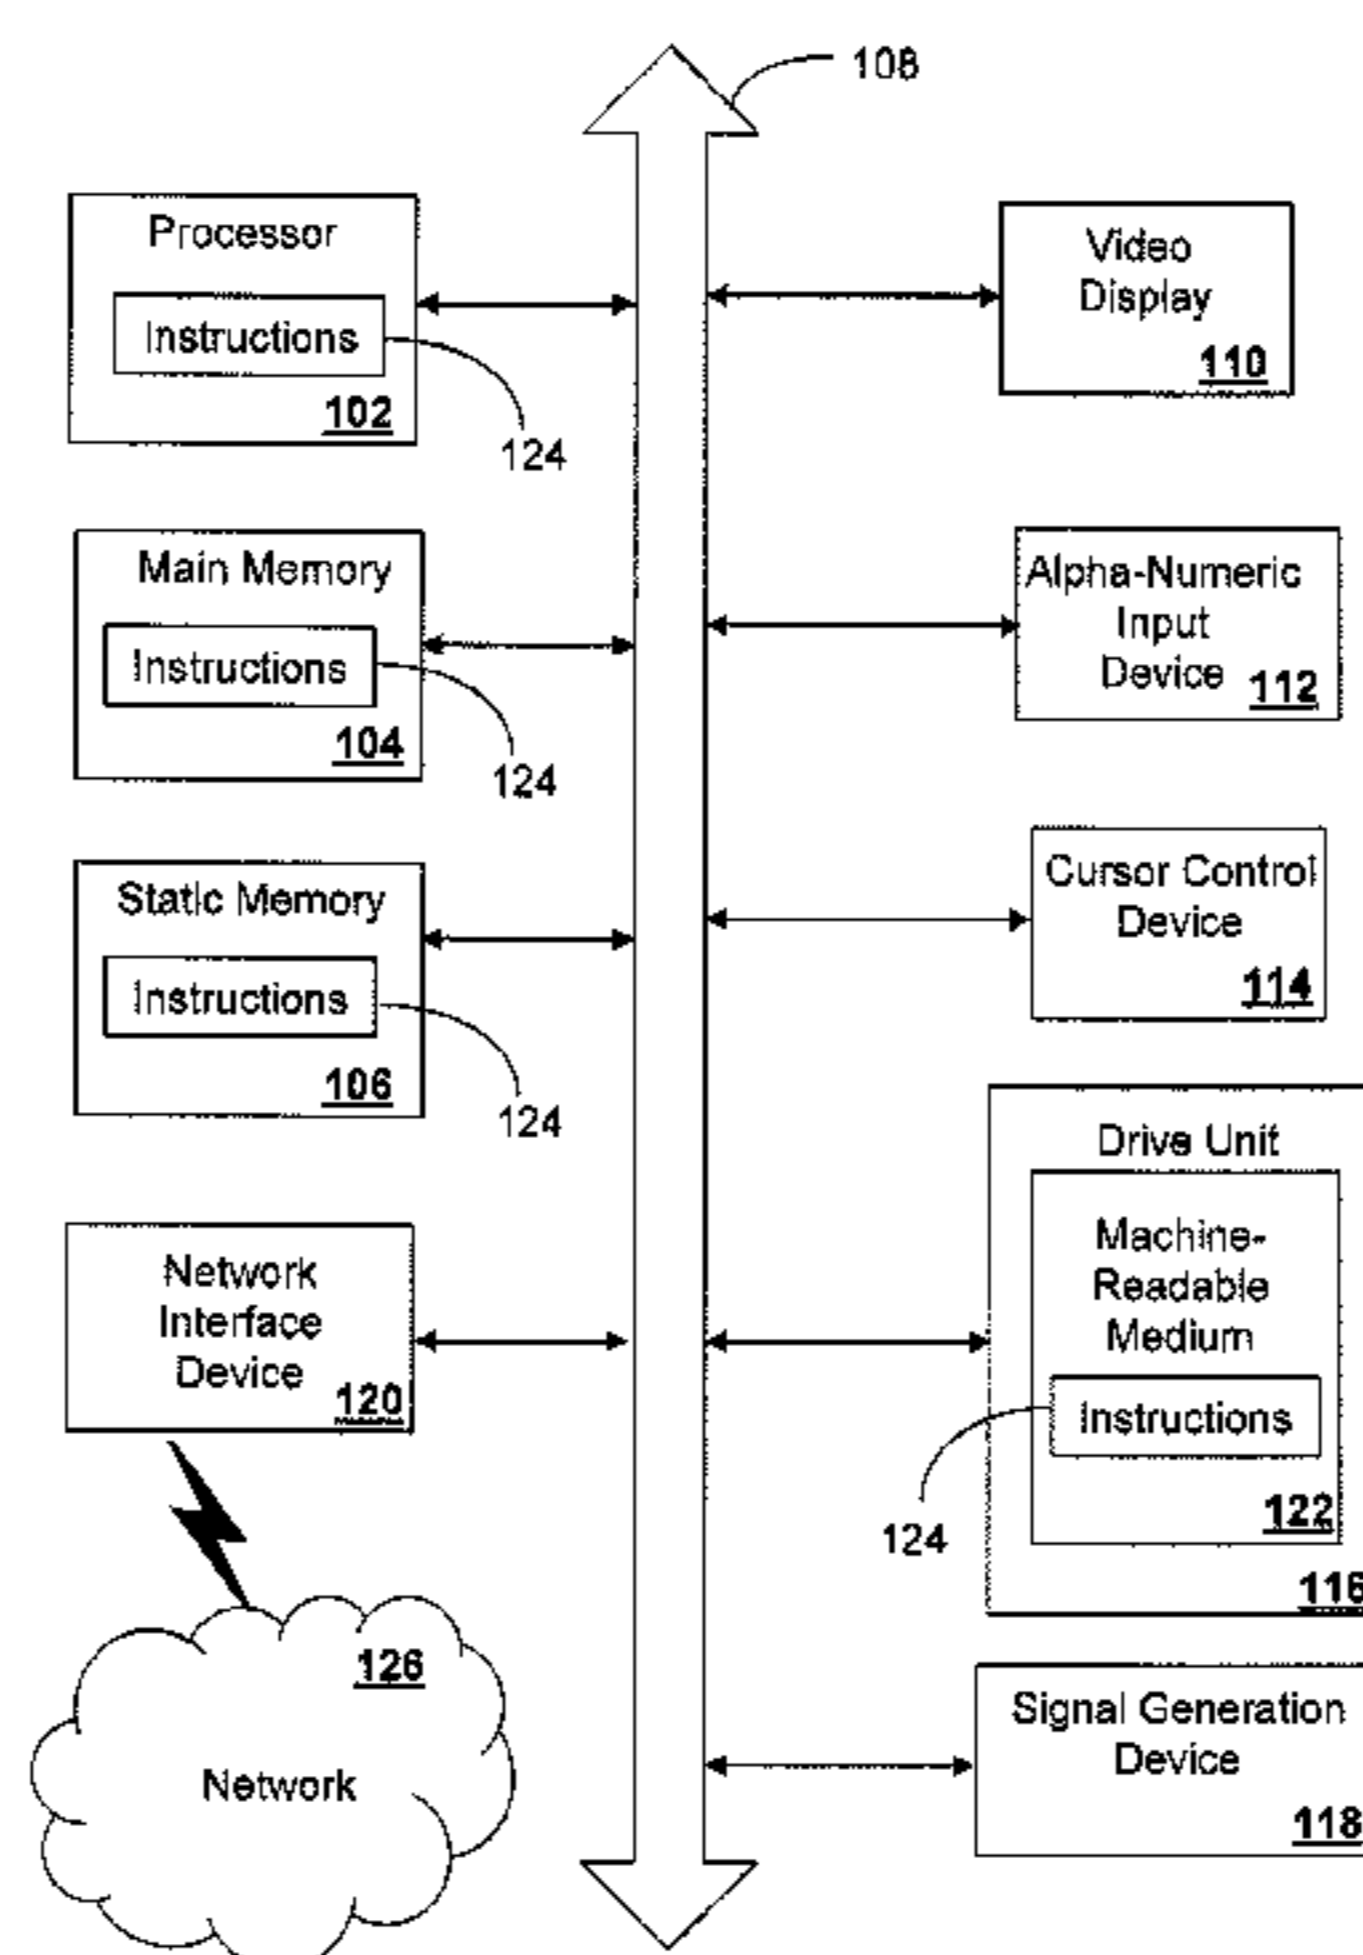 108
Processor
Instructions
102
124
Main Memory
Instructions
104
124
Static Memory
Instructions
106
124
Network
Interface
Device
120
126
Network
Video
Display
110
Alpha-Numeric
Input
Device
112
Cursor Control
Device
114
Drive Unit
Machine-
Readable
Medium
Instructions
122
124
116
Signal Generation
Device
118